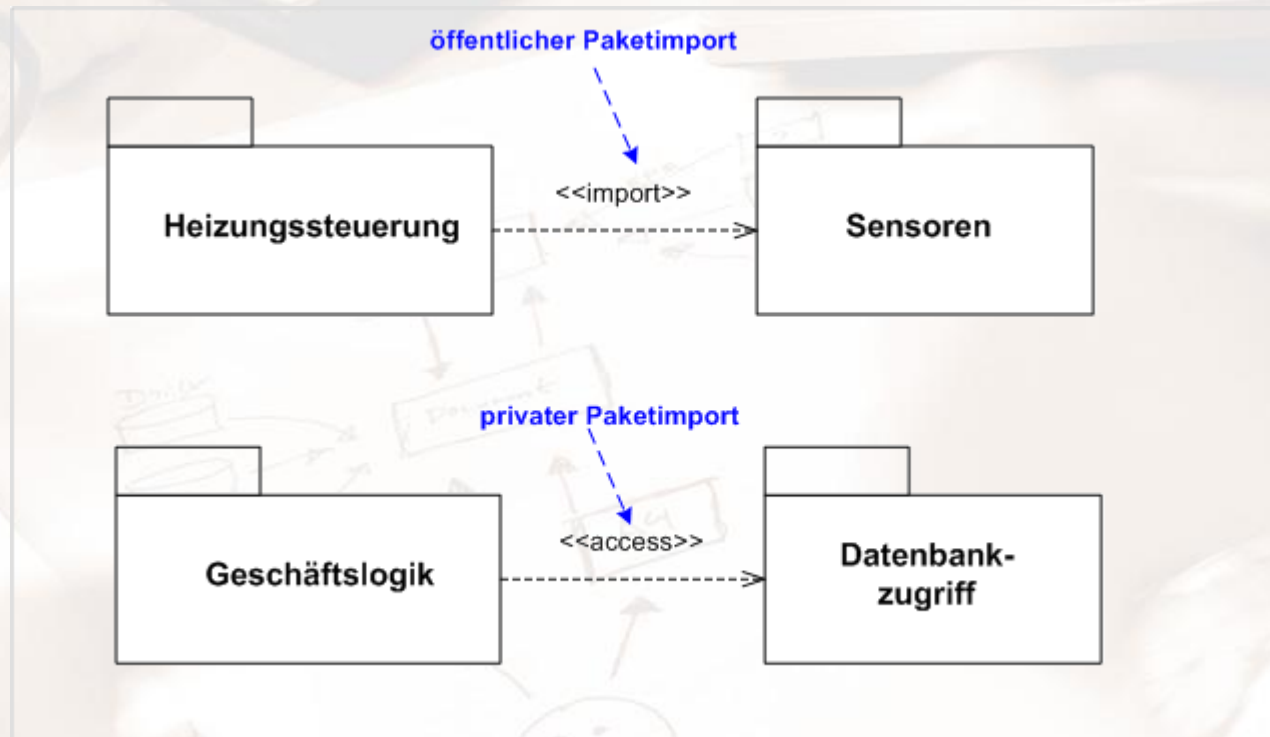 öffentlicher Paketimport
<<import>>
Heizungssteuerung
Sensoren
privater Paketimport
<<access>>
Geschäftslogik
Datenbank-
zugriff